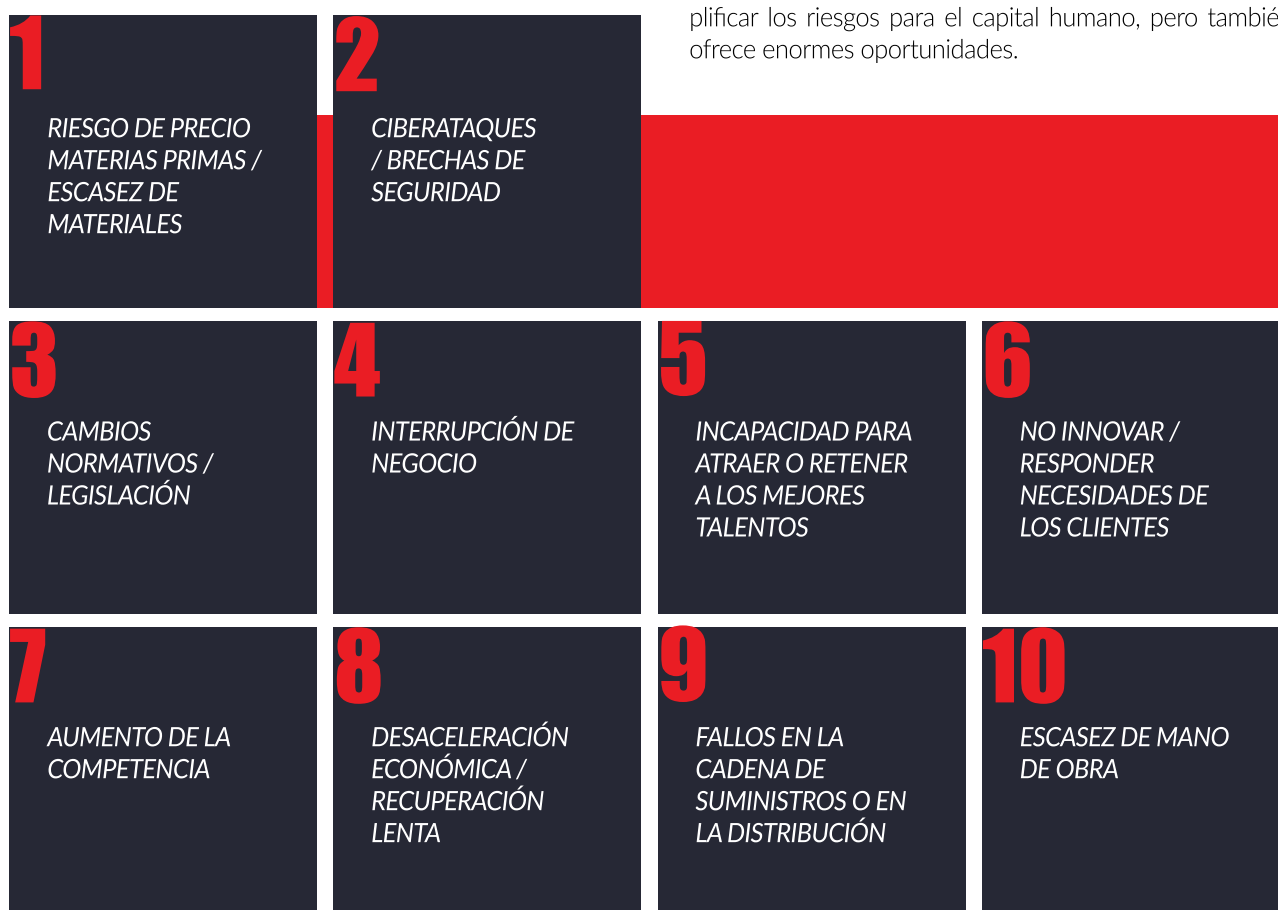 plificar los riesgos para el capital humano, pero tambié
ofrece enormes oportunidades.
1
RIESGO DE PRECIO
MATERIAS PRIMAS /
ESCASEZ DE
MATERIALES
2
CIBERATAQUES
/ BRECHAS DE
SEGURIDAD
3
CAMBIOS
NORMATIVOS /
LEGISLACIÓN
4
INTERRUPCIÓN DE
NEGOCIO
5
INCAPACIDAD PARA
ATRAER O RETENER
A LOS MEJORES
TALENTOS
6
NO INNOVAR /
RESPONDER
NECESIDADES DE
LOS CLIENTES
7
AUMENTO DE LA
COMPETENCIA
8
DESACELERACIÓN
ECONÓMICA /
RECUPERACIÓN
LENTA
9
FALLOS EN LA
CADENA DE
SUMINISTROS O EN
LA DISTRIBUCIÓN
10
ESCASEZ DE MANO
DE OBRA